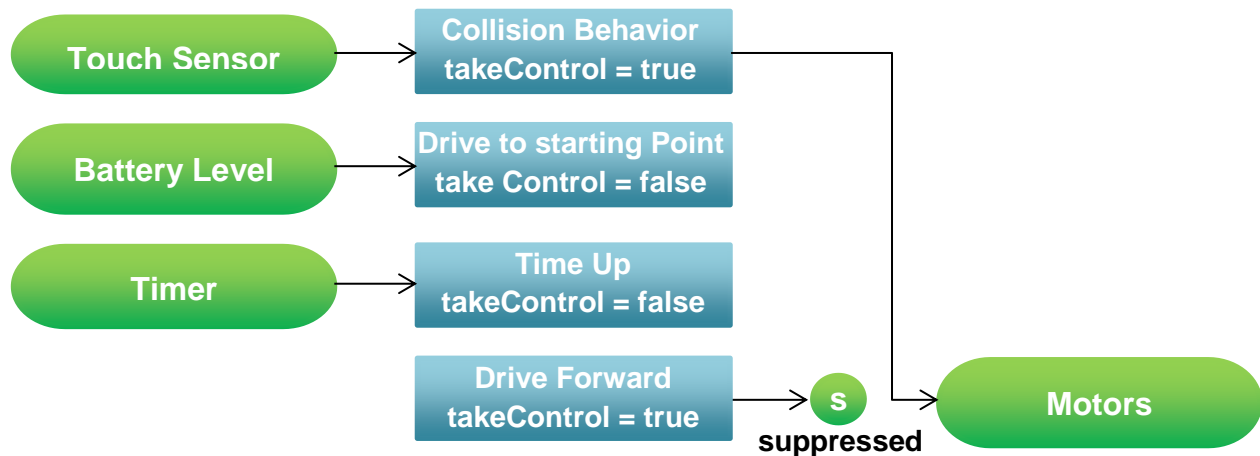 Touch Sensor
Collision Behavior
takeControl = true
Battery Level
Drive to starting Point
take Control = false
Timer
Time Up
takeControl = false
Drive Forward
takeControl = true
s
suppressed
Motors